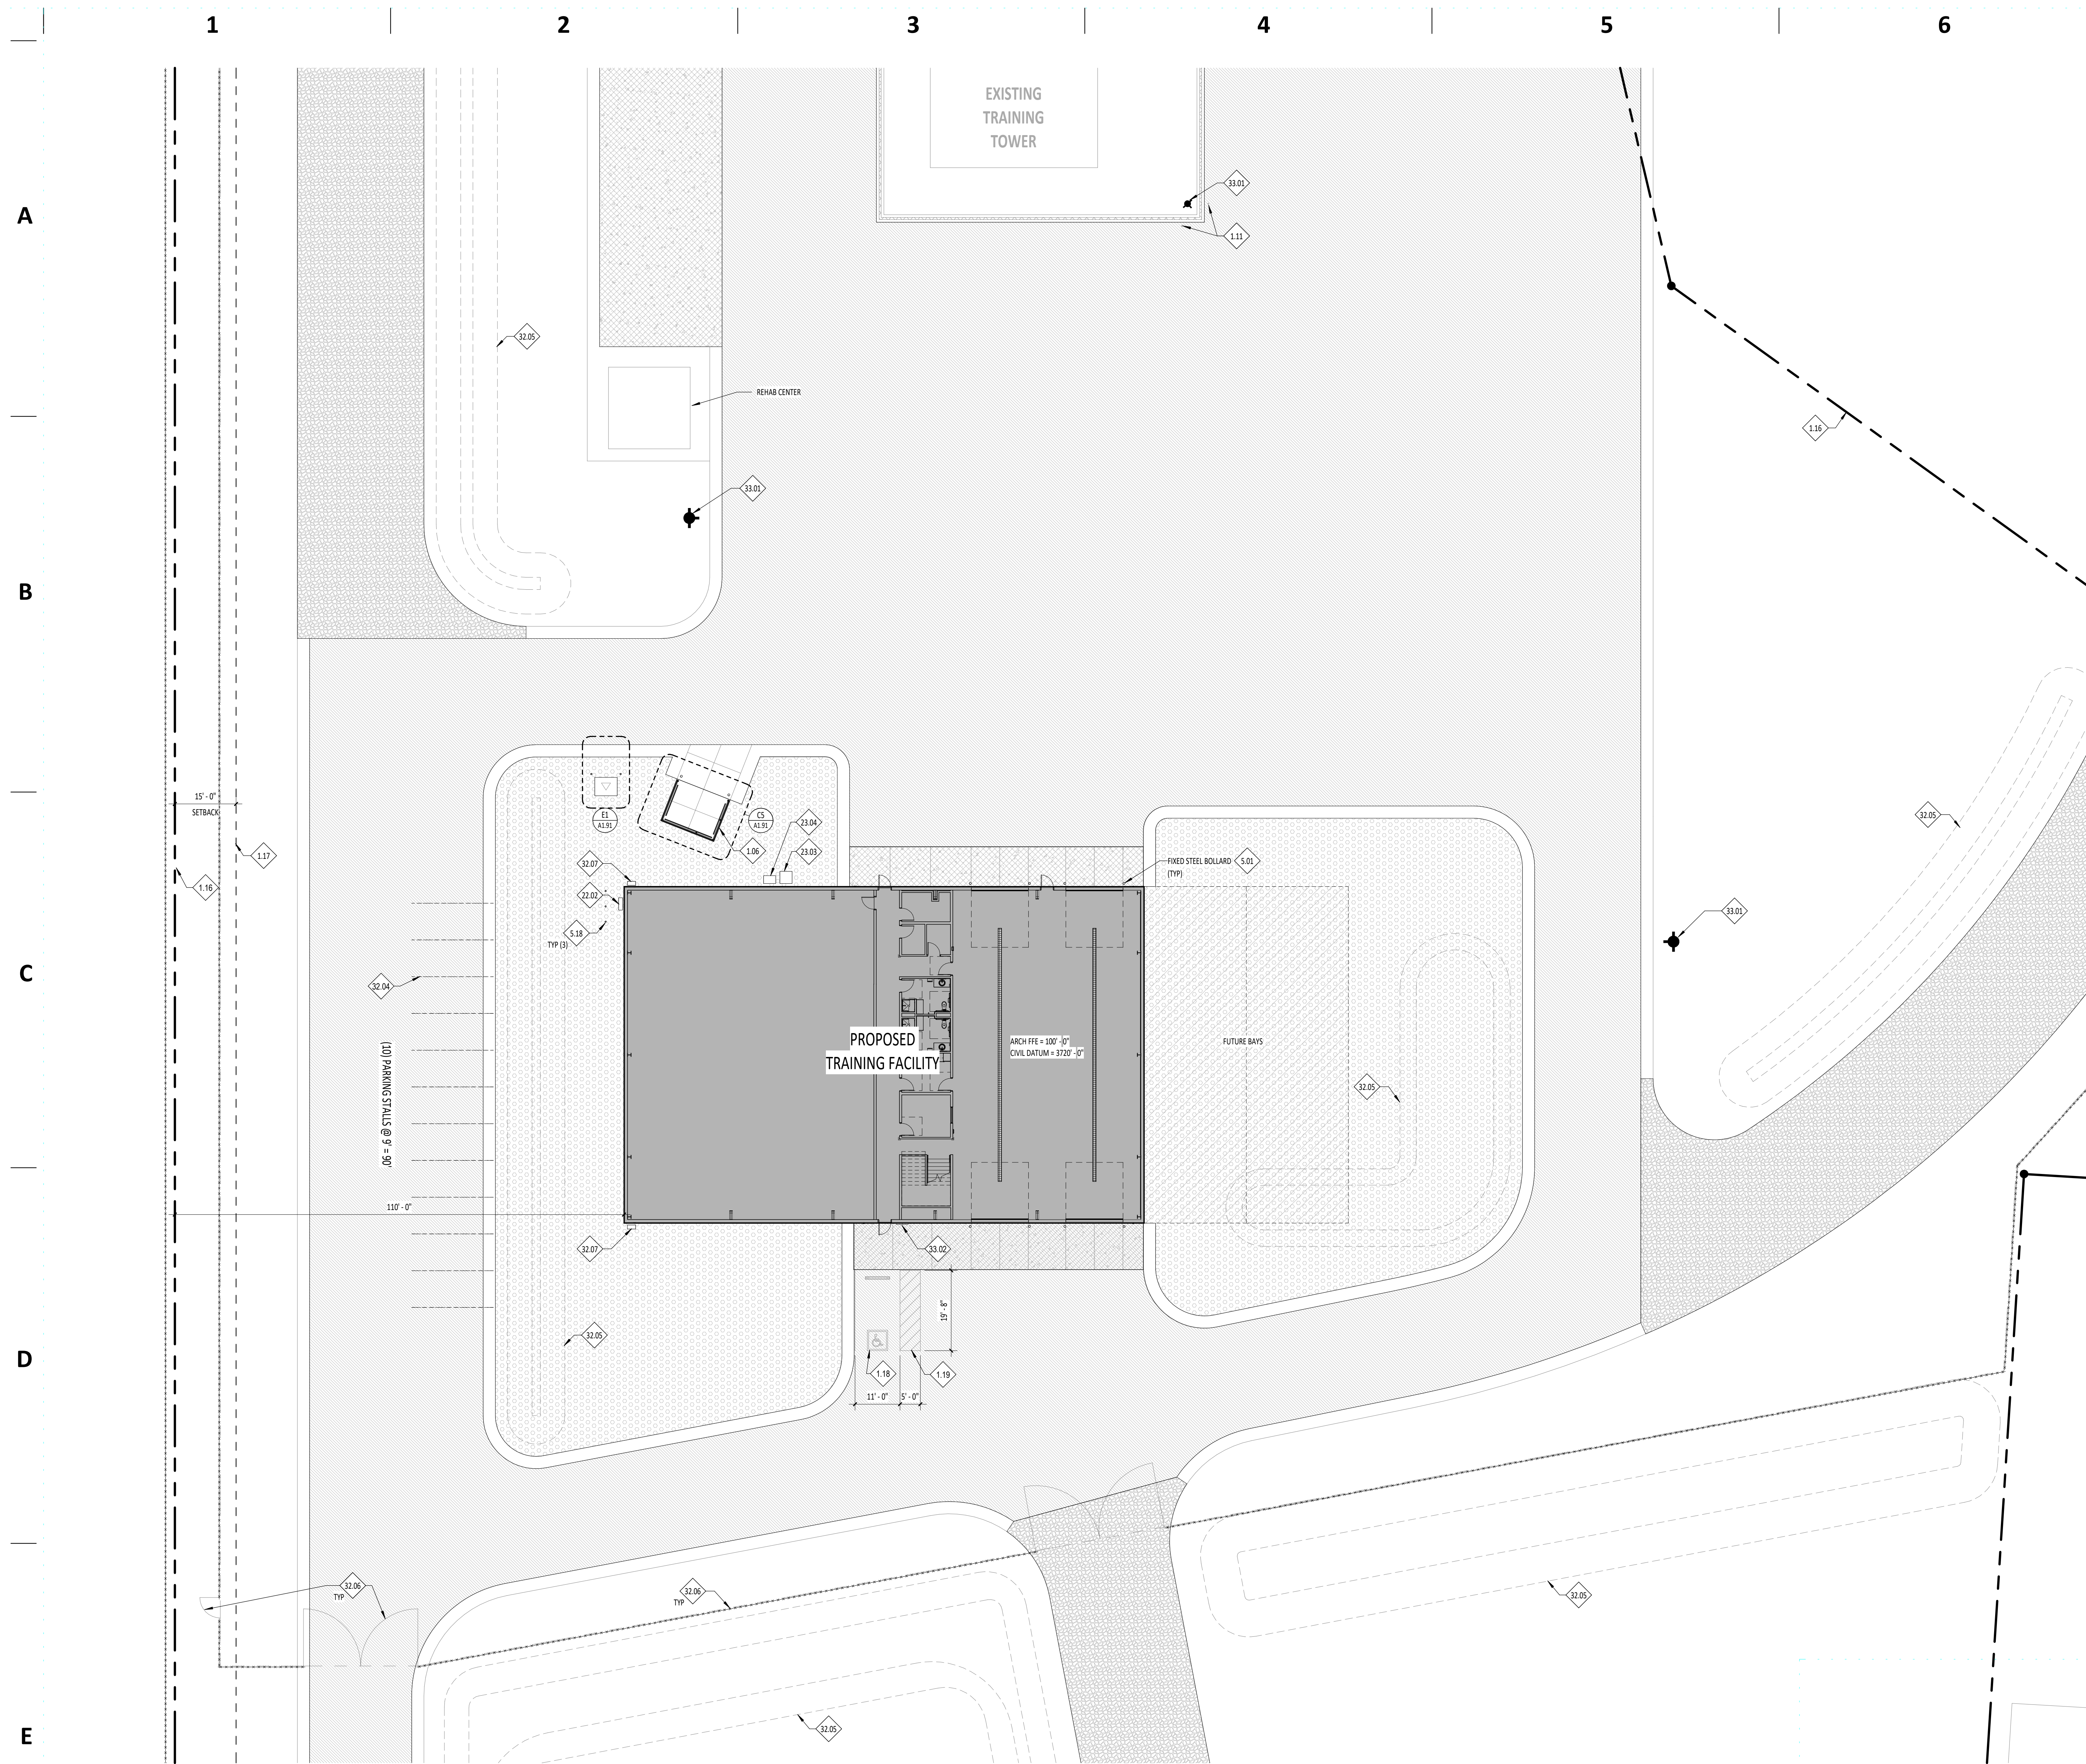 1
2
3
4
5
6
A
B
C
D
E
EXISTING
TRAINING
TOWER
33.01
1.11
32.05
REHAB CENTER
1.16
33.01
15' - 0"
SETBACK
1.17
1.16
E1
A1.91
C5
A1.91
1.06
23.04
23.03
32.07
22.02
5.18
TYP (3)
FIXED STEEL BOLLARD
(TYP)
5.01
32.05
33.01
32.04
(10) PARKING STALLS @ 9' = 90'
PROPOSED
TRAINING FACILITY
ARCH FFE = 100' - 0"
CIVIL DATUM = 3720' - 0"
FUTURE BAYS
32.05
110' - 0"
32.07
33.02
19' - 8"
32.05
1.18
1.19
11' - 0"
5' - 0"
32.06
TYP
32.06
TYP
32.05
32.05